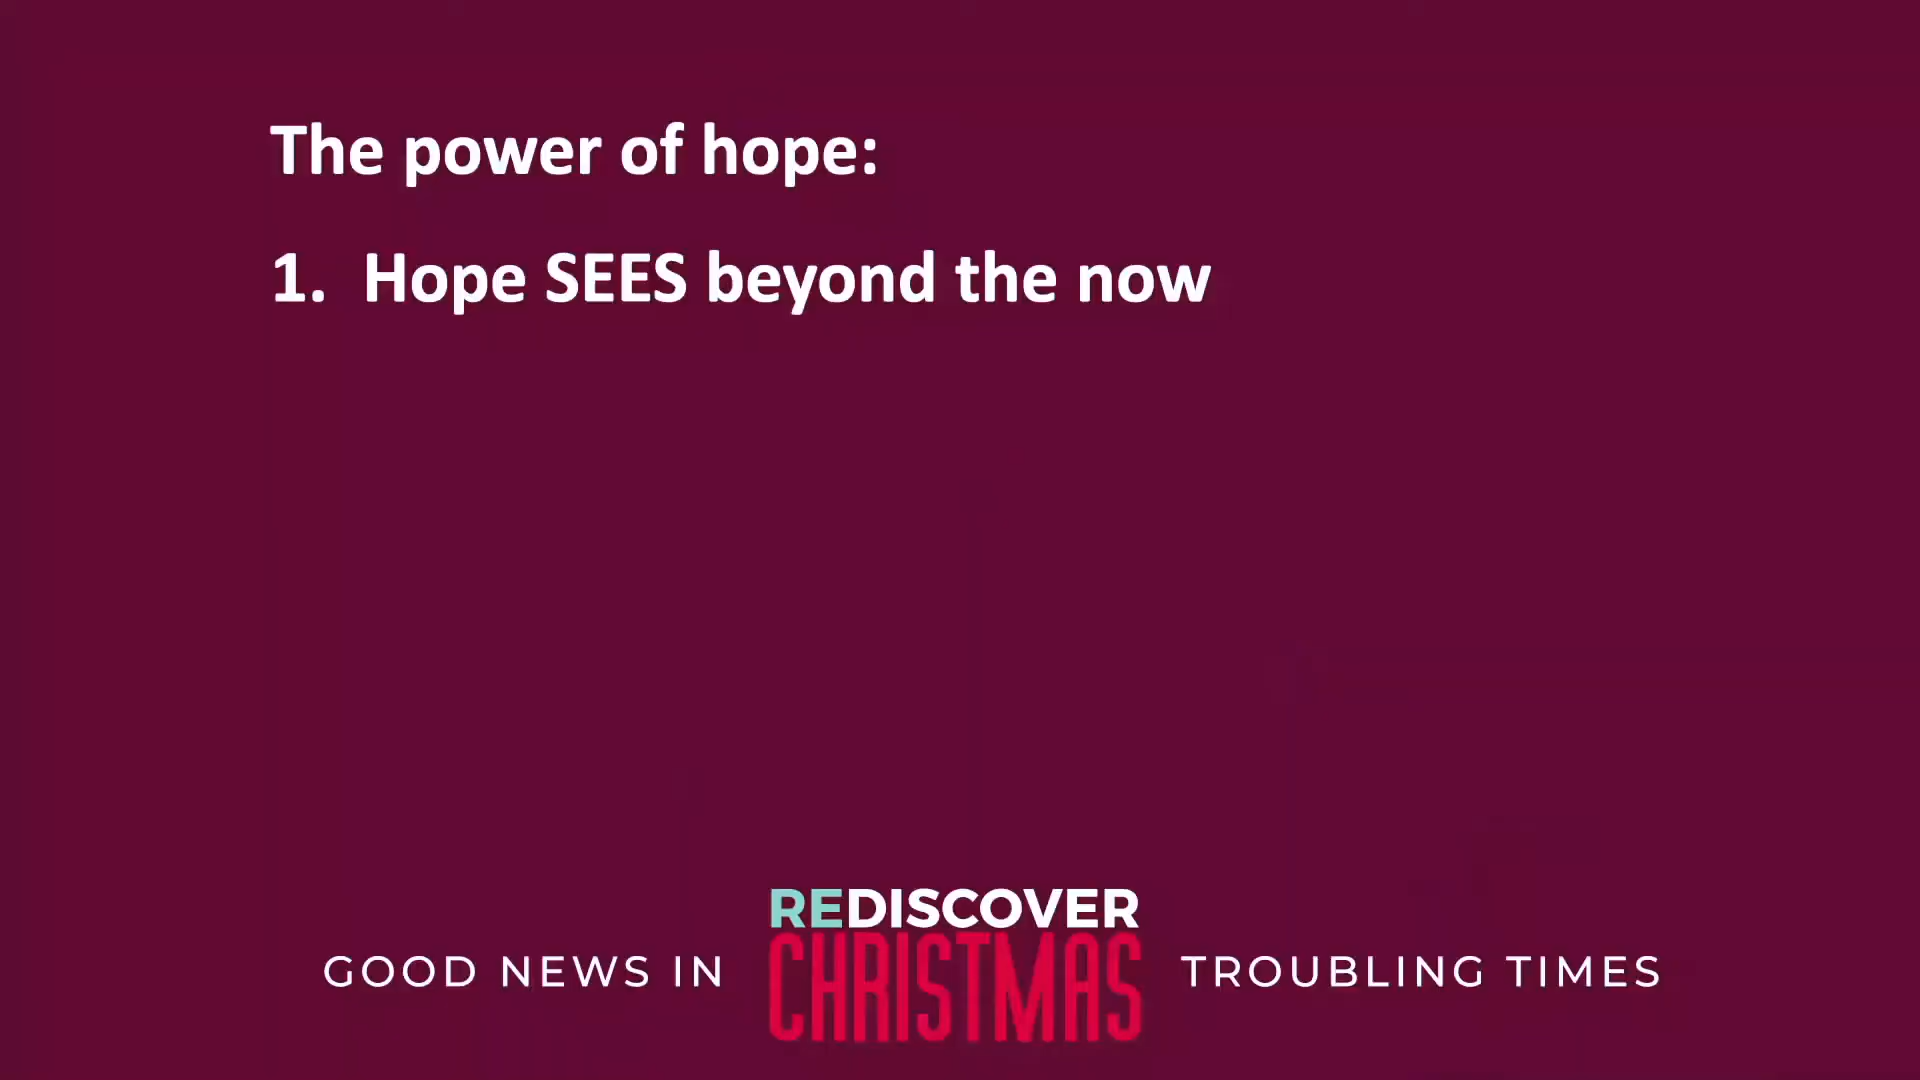 The power of hope:
1. Hope SEES beyond the now
REDISCOVER
GOOD NEWS IN CHRISTMAS TROUBLING TIMES